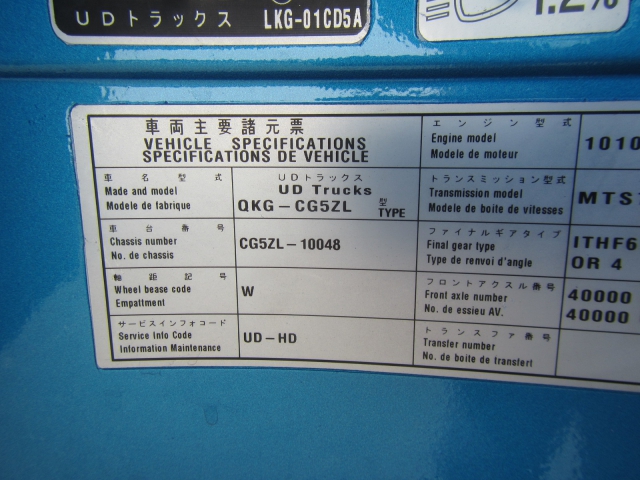 UDトラックス LKG-01CD5A
1.2%
車両主要諸元票
VEHICLE SPECIFICATIONS
SPECIFICATIONS DE VEHICLE
車名型式
Made and model
Modele de fabrique
UDトラックス
UD Trucks
QKG-CG5ZL 型 TYPE
車台番号
Chassis number
No. de chassis
CG5ZL-10048
軸距記号
Wheel bease code
Empattment
W
サービスインフォコード
Service Info Code
Information Maintenance
UD-HD
エンジン型式
Engine model
Modele de moteur
1010
トランスミッション型式
Transmission model
Modele de boite de vitesses
MTS
ファイナルギアタイプ
Final gear type
Type de renvoi d'angle
ITHF6
OR 4
フロントアクスル番号
Front axle number
No. de essieu AV.
40000
40000
トランスファ番号
Transfer number
No. de boite de transfert